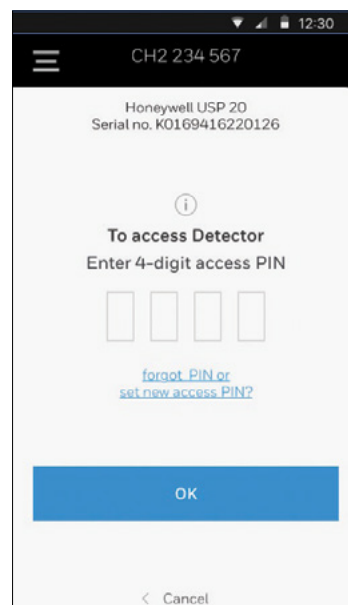 12:30
CH2 234 567
Honeywell USP 20
Serial no. K0169416220126
To access Detector
Enter 4-digit access PIN
forgot PIN or
set new access PIN?
OK
< Cancel